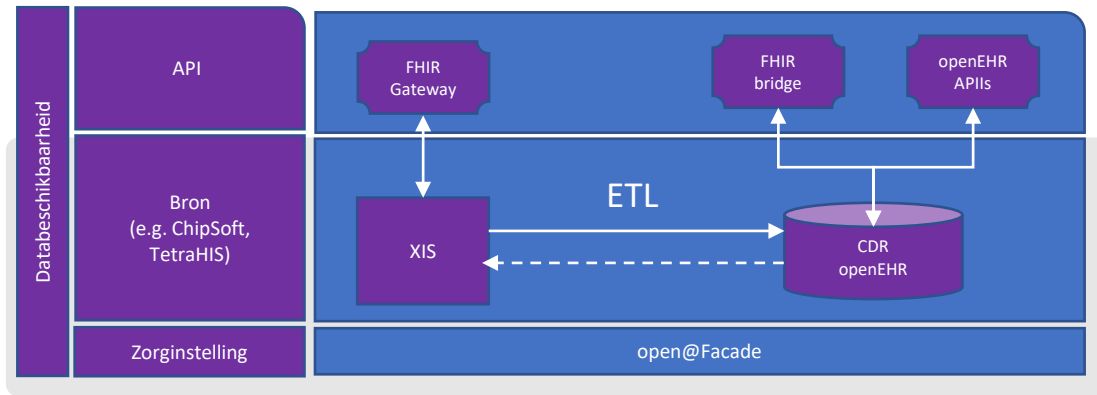 Databeschikbaarheid
API
FHIR
Gateway
FHIR
bridge
openEHR
APIIs
Bron
(e.g. ChipSoft,
TetraHIS)
XIS
ETL
CDR
openEHR
Zorginstelling
open@Facade